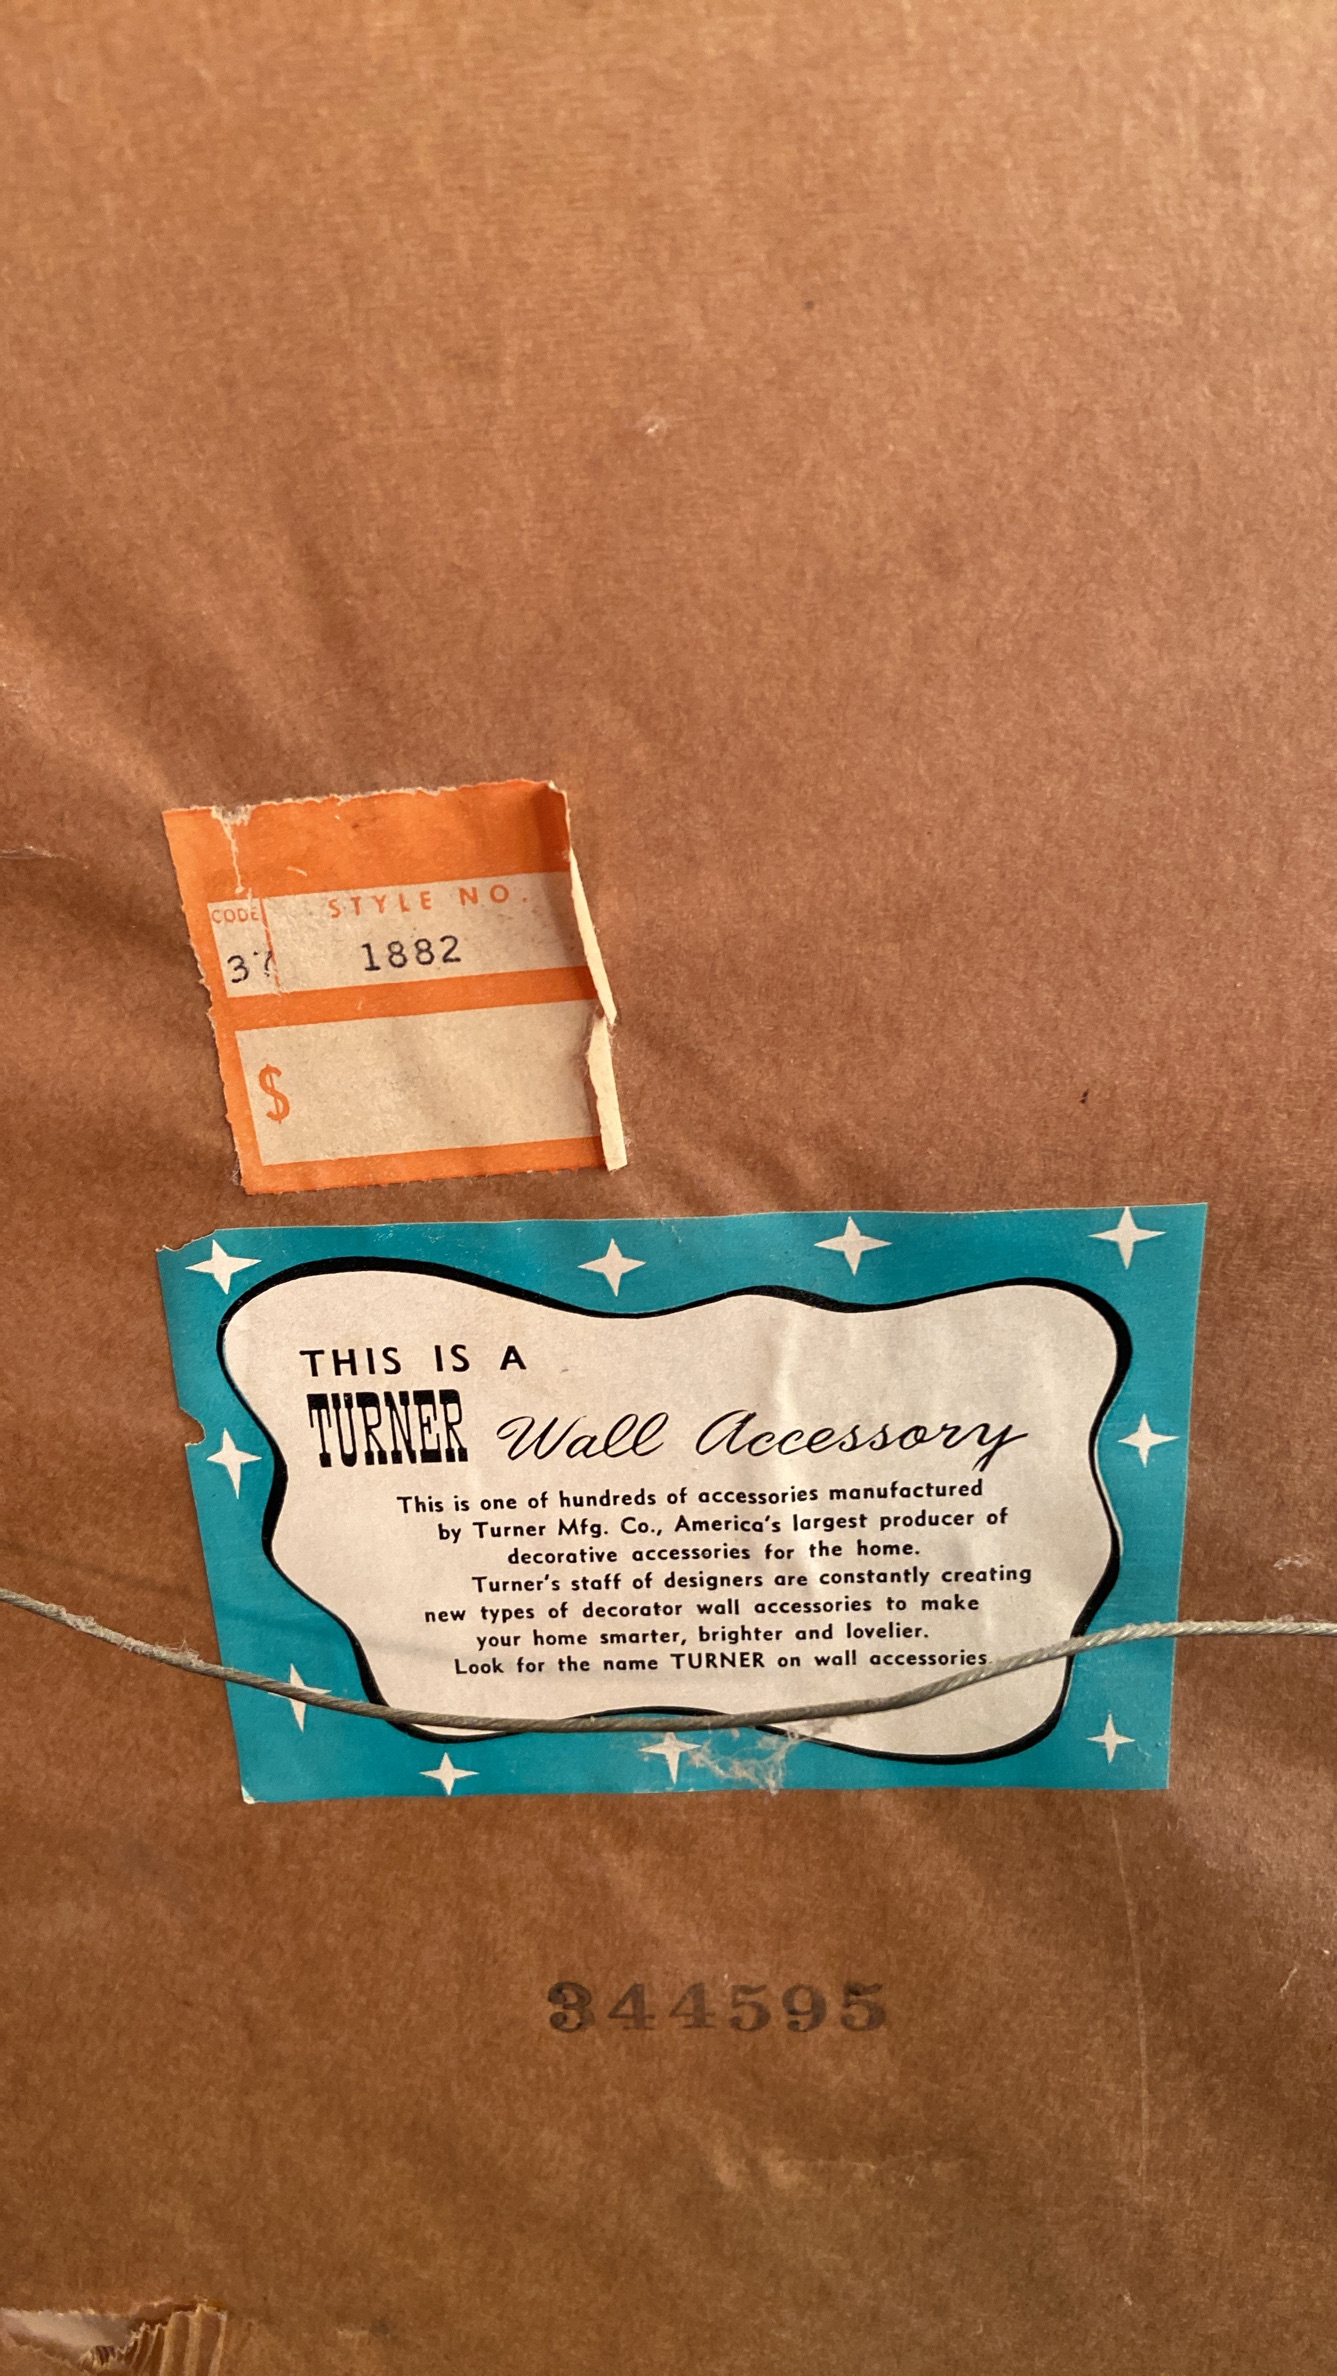 CODE STYLE NO.
37 1882
$
THIS IS A
TURNER Wall Accessory
This is one of hundreds of accessories manufactured
by Turner Mfg. Co., America's largest producer of
decorative accessories for the home.
Turner's staff of designers are constantly creating
new types of decorator wall accessories to make
your home smarter, brighter and lovelier.
Look for the name TURNER on wall accessories.
344595